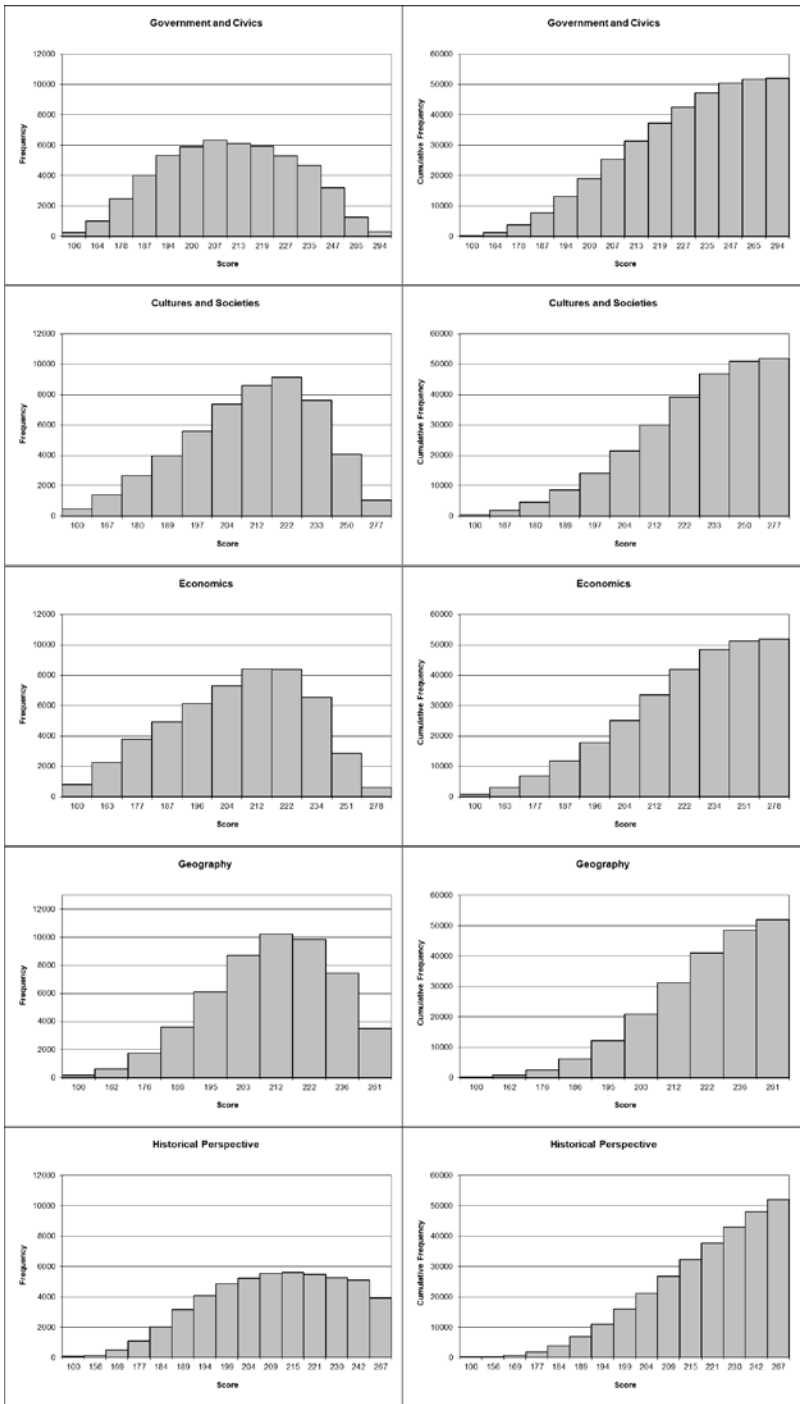 Government and Civics
12000
10000
8000
6000
4000
2000
0
Frequency
100 164 178 187 194 200 207 213 219 227 235 247 265 294
Score
Government and Civics
60000
50000
40000
30000
20000
10000
0
Cumulative Frequency
100 164 178 187 194 200 207 213 219 227 235 247 265 294
Score
Cultures and Societies
12000
10000
8000
6000
4000
2000
0
Frequency
100 167 180 189 197 204 212 222 233 250 277
Score
Cultures and Societies
60000
50000
40000
30000
20000
10000
0
Cumulative Frequency
100 167 180 189 197 204 212 222 233 250 277
Score
Economics
12000
10000
8000
6000
4000
2000
0
Frequency
100 163 177 187 196 204 212 222 234 251 278
Score
Economics
60000
50000
40000
30000
20000
10000
0
Cumulative Frequency
100 163 177 187 196 204 212 222 234 251 278
Score
Geography
12000
10000
8000
6000
4000
2000
0
Frequency
100 162 176 186 195 203 212 222 236 261
Score
Geography
60000
50000
40000
30000
20000
10000
0
Cumulative Frequency
100 162 176 186 195 203 212 222 236 261
Score
Historical Perspective
12000
10000
8000
6000
4000
2000
0
Frequency
100 156 169 177 184 189 194 199 204 209 215 221 230 242 267
Score
Historical Perspective
60000
50000
40000
30000
20000
10000
0
Cumulative Frequency
100 156 169 177 184 189 194 199 204 209 215 221 230 242 267
Score